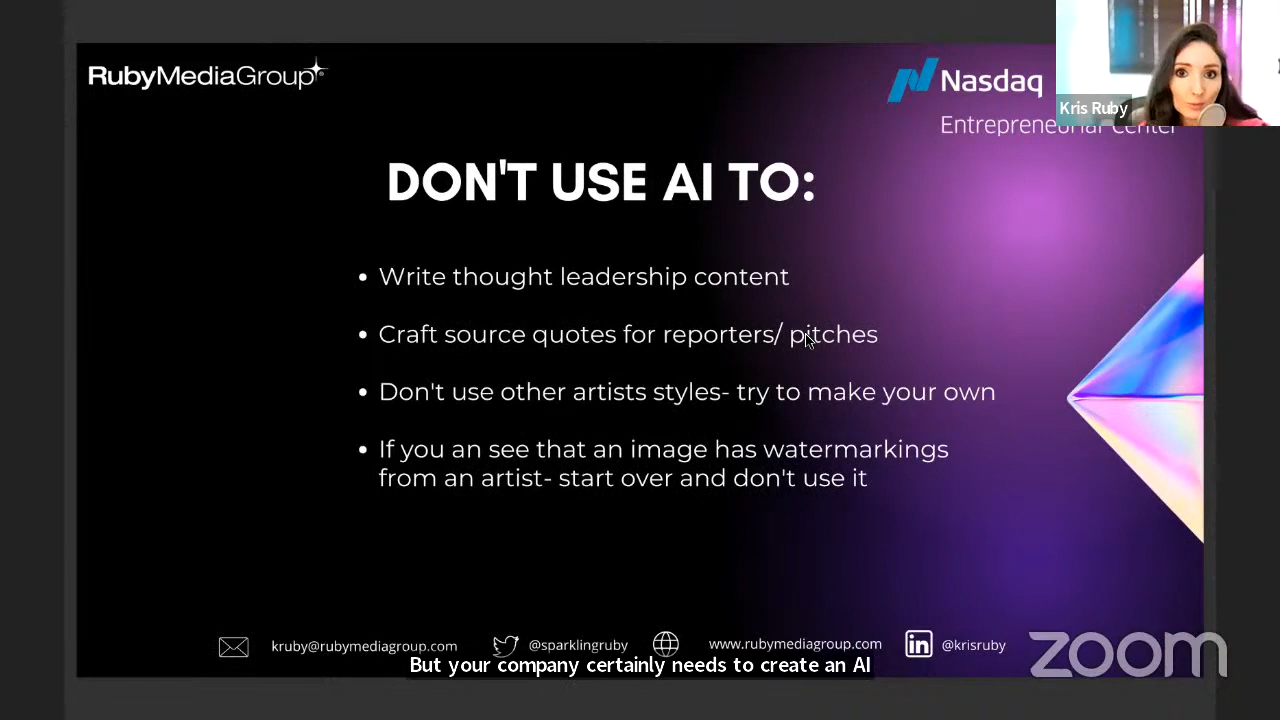 RubyMediaGroup
Nasdaq
Entrepreneurial Center
Kris Ruby
DON'T USE AI TO:
• Write thought leadership content
• Craft source quotes for reporters/ pitches
• Don't use other artists styles- try to make your own
• If you an see that an image has watermarkings
from an artist- start over and don't use it
kruby@rubymediagroup.com
@sparklingruby
www.rubymediagroup.com
in
@krisruby
But your company certainly needs to create an AI
zoom